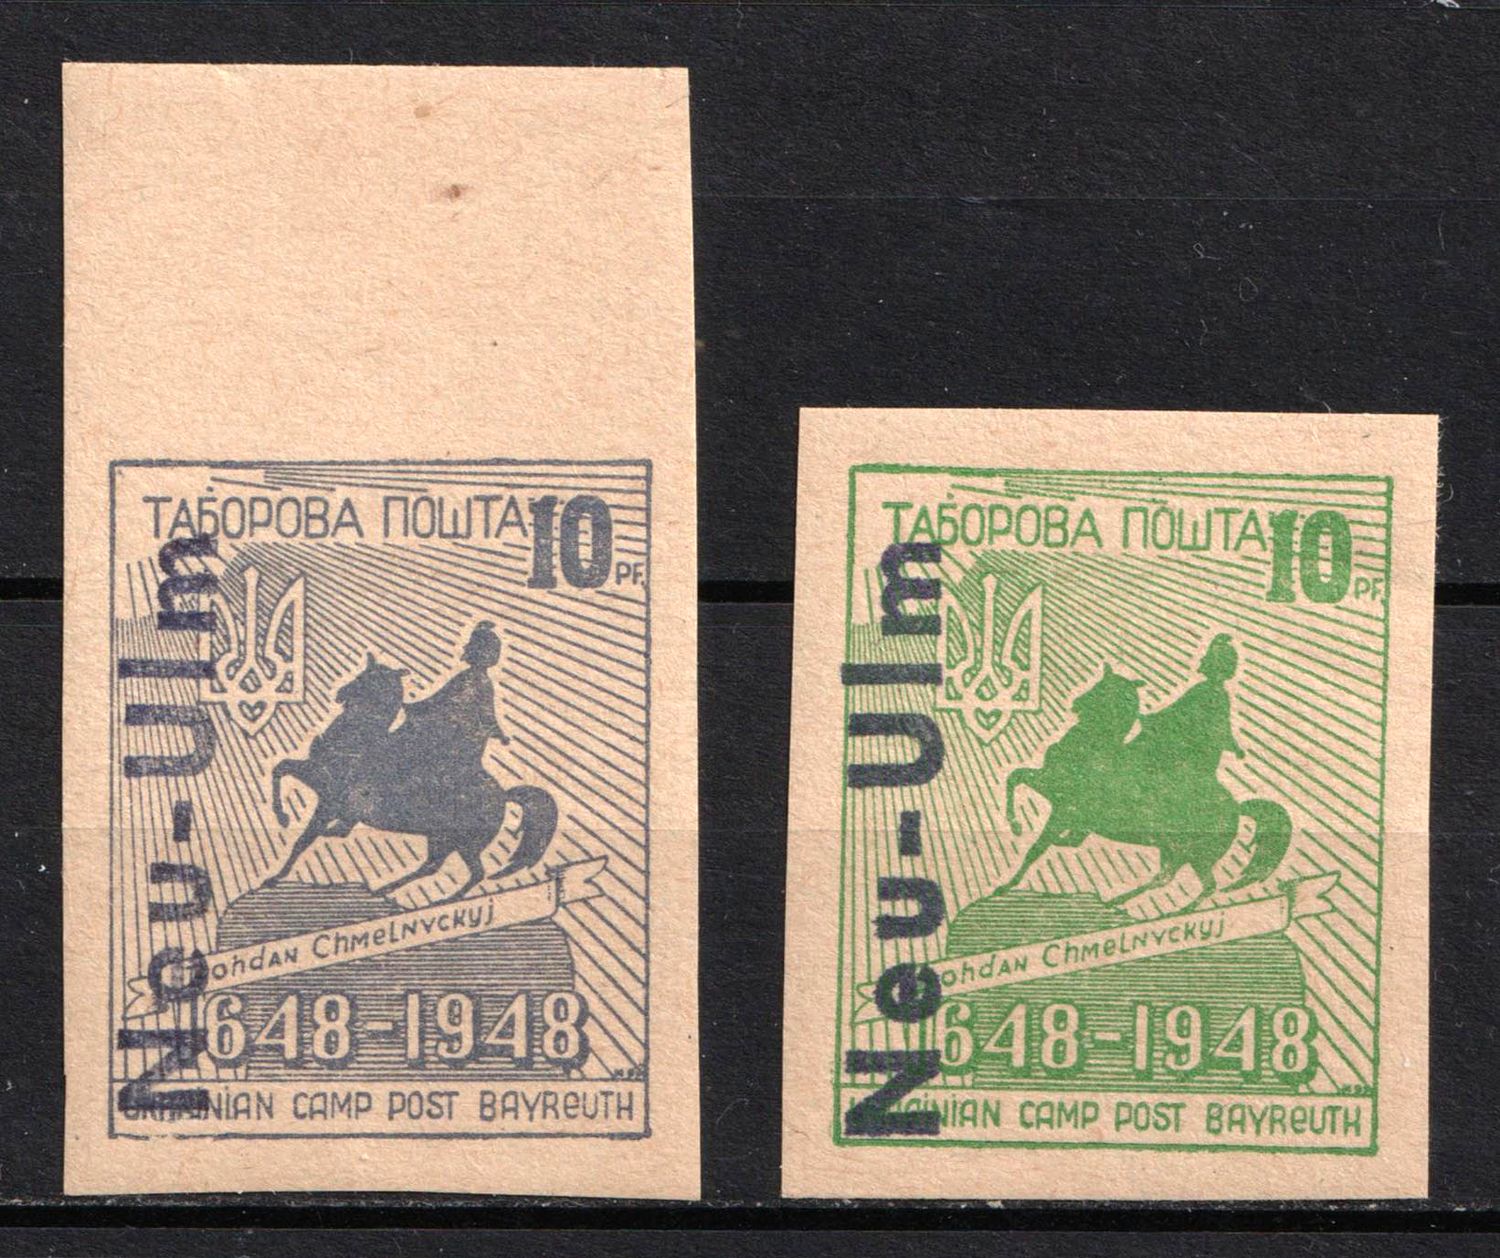 ТАБОРОВА ПОШТА 10 PF.
Neu-Ulm
Bohdan Chmelnyckyj
1648-1948
UKRAINIAN CAMP POST BAYREUTH
ТАБОРОВА ПОШТА 10 PF.
Neu-Ulm
Bohdan Chmelnyckyj
1648-1948
UKRAINIAN CAMP POST BAYREUTH